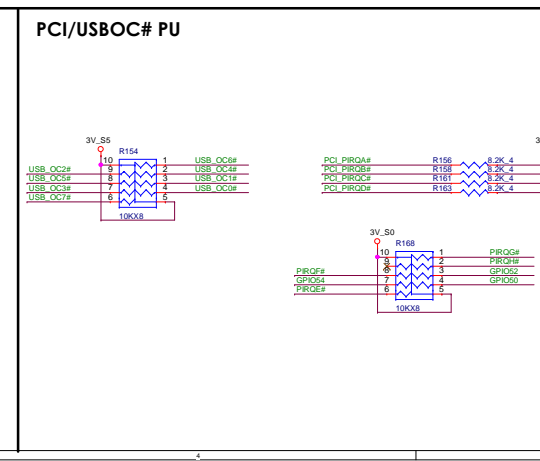 PCI/USBOC# PU
3V_S5
R154
10 1 USB_OC6#
USB_OC2# 9 2 USB_OC4#
USB_OC5# 8 3 USB_OC1#
USB_OC3# 7 4 USB_OC0#
USB_OC7# 6 5
10KX8
3
PCI_PIRQA# R156 8.2K_4
PCI_PIRQB# R158 8.2K_4
PCI_PIRQC# R161 8.2K_4
PCI_PIRQD# R163 8.2K_4
3V_S0
R168
10 1 PIRQG#
9 2 PIRQH#
PIRQF# 8 3 GPIO52
GPIO54 7 4 GPIO50
PIRQE# 6 5
10KX8
4